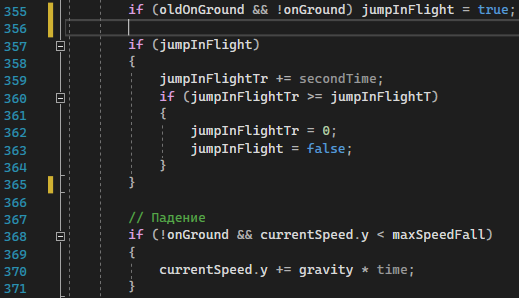 355 if (oldOnGround && !onGround) jumpInFlight = true;
356
357 if (jumpInFlight)
358 {
359 jumpInFlightTr += secondTime;
360 if (jumpInFlightTr >= jumpInFlightT)
361 {
362 jumpInFlightTr = 0;
363 jumpInFlight = false;
364 }
365 }
366
367 // Падение
368 if (!onGround && currentSpeed.y < maxSpeedFall)
369 {
370 currentSpeed.y += gravity * time;
371 }